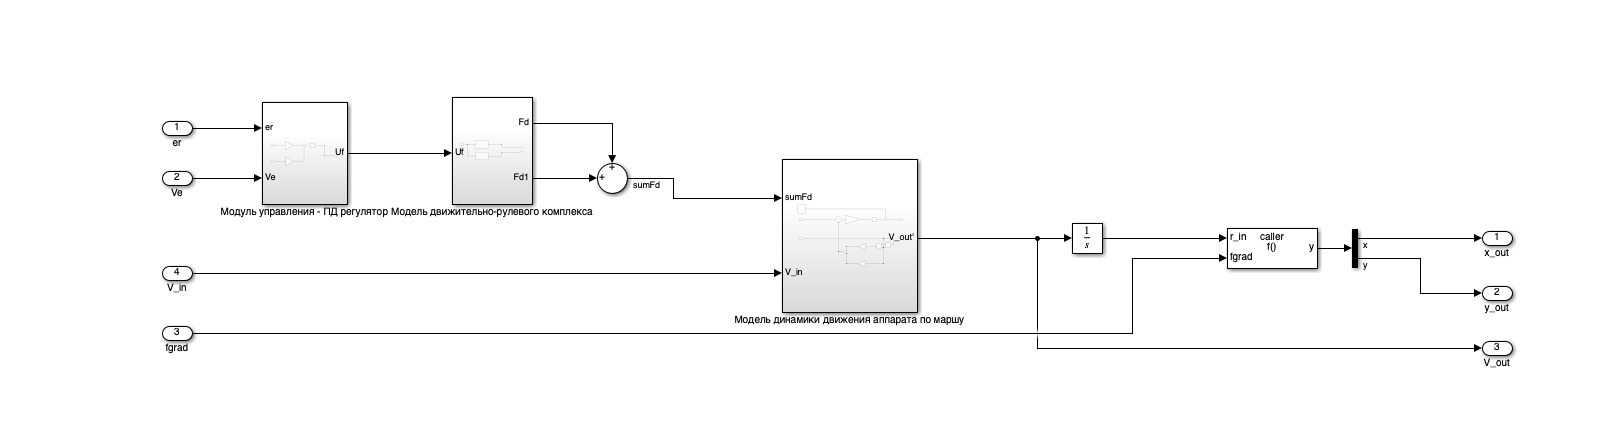 1
er
2
Ve
er
Ve
Uf
Модуль управления - ПД регулятор
Uf
Fd
Fd1
Модель движительно-рулевого комплекса
+
+
sumFd
4
V_in
3
fgrad
sumFd
V_in
V_out'
Модель динамики движения аппарата по маршу
1
s
r_in
fgrad
caller
f()
y
x
y
1
x_out
2
y_out
3
V_out